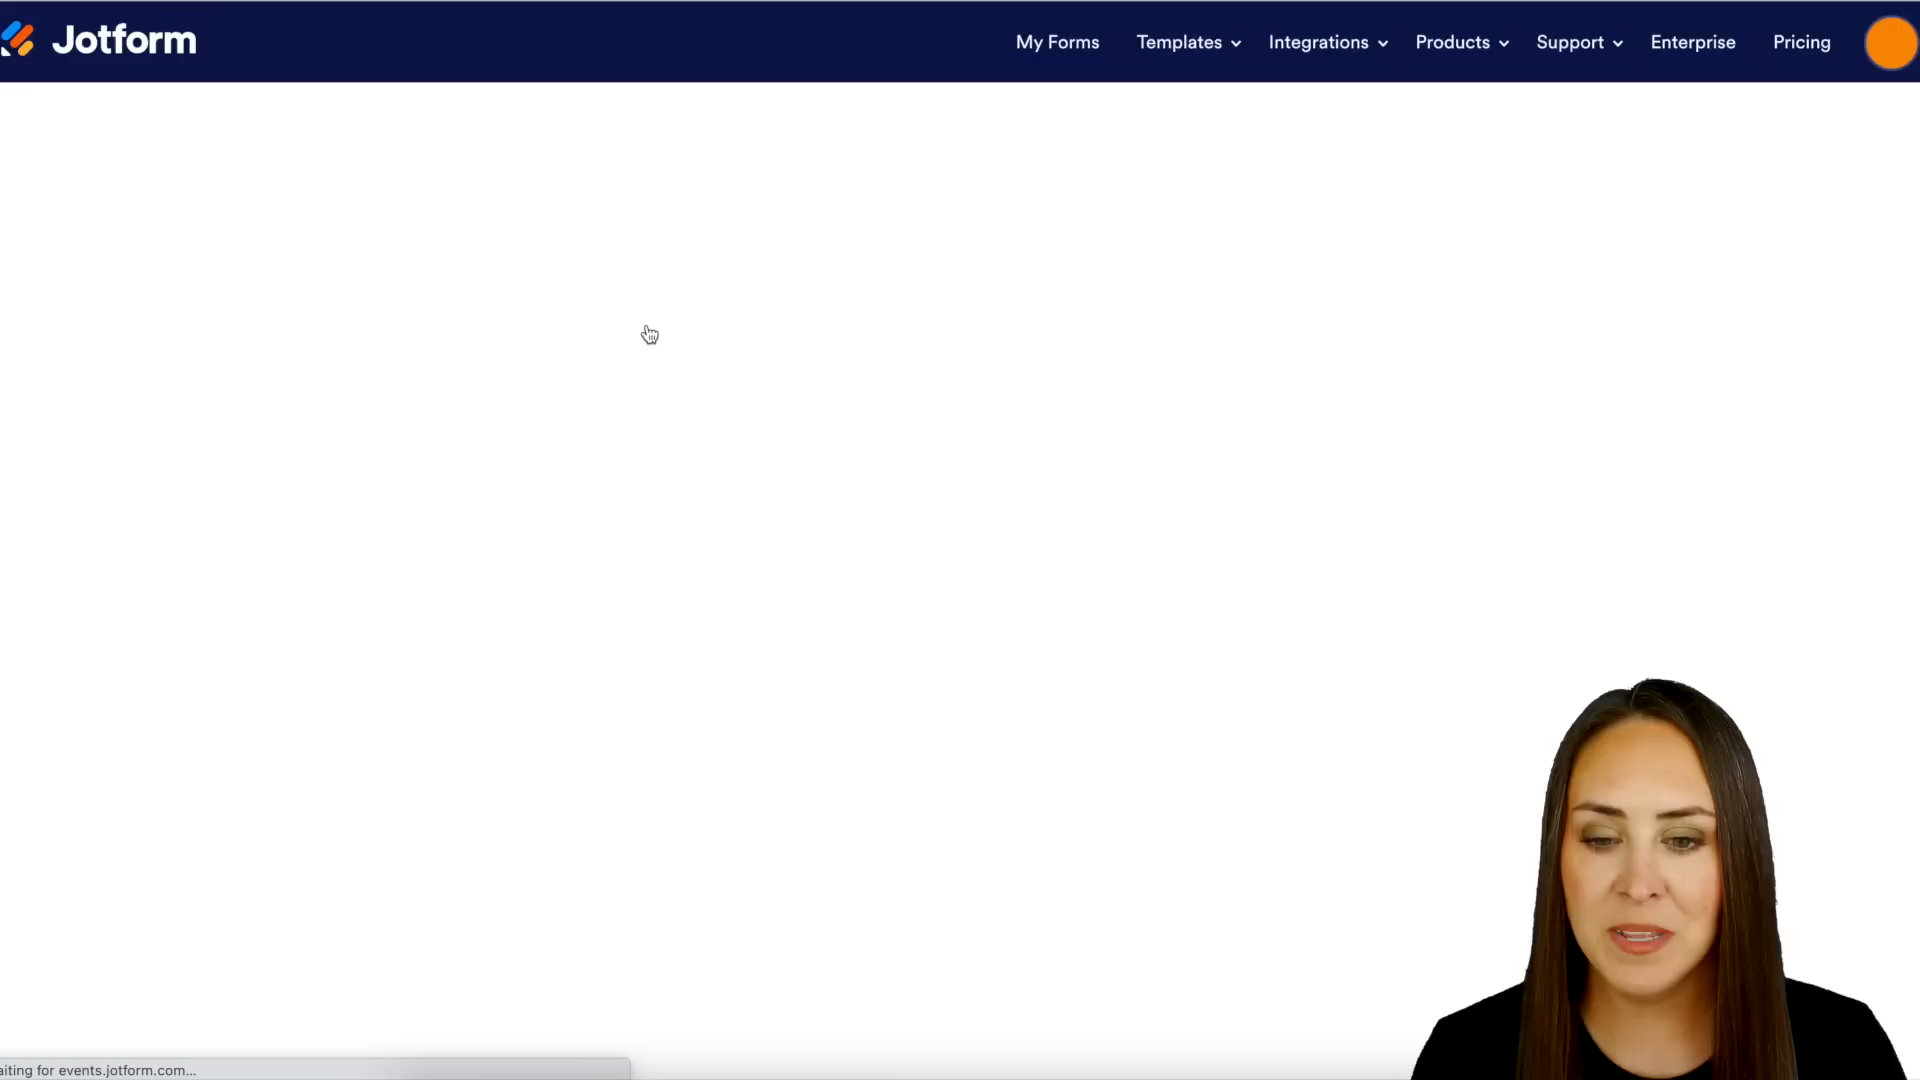 Jotform
My Forms Templates Integrations Products Support Enterprise Pricing
aiting for events.jotform.com...